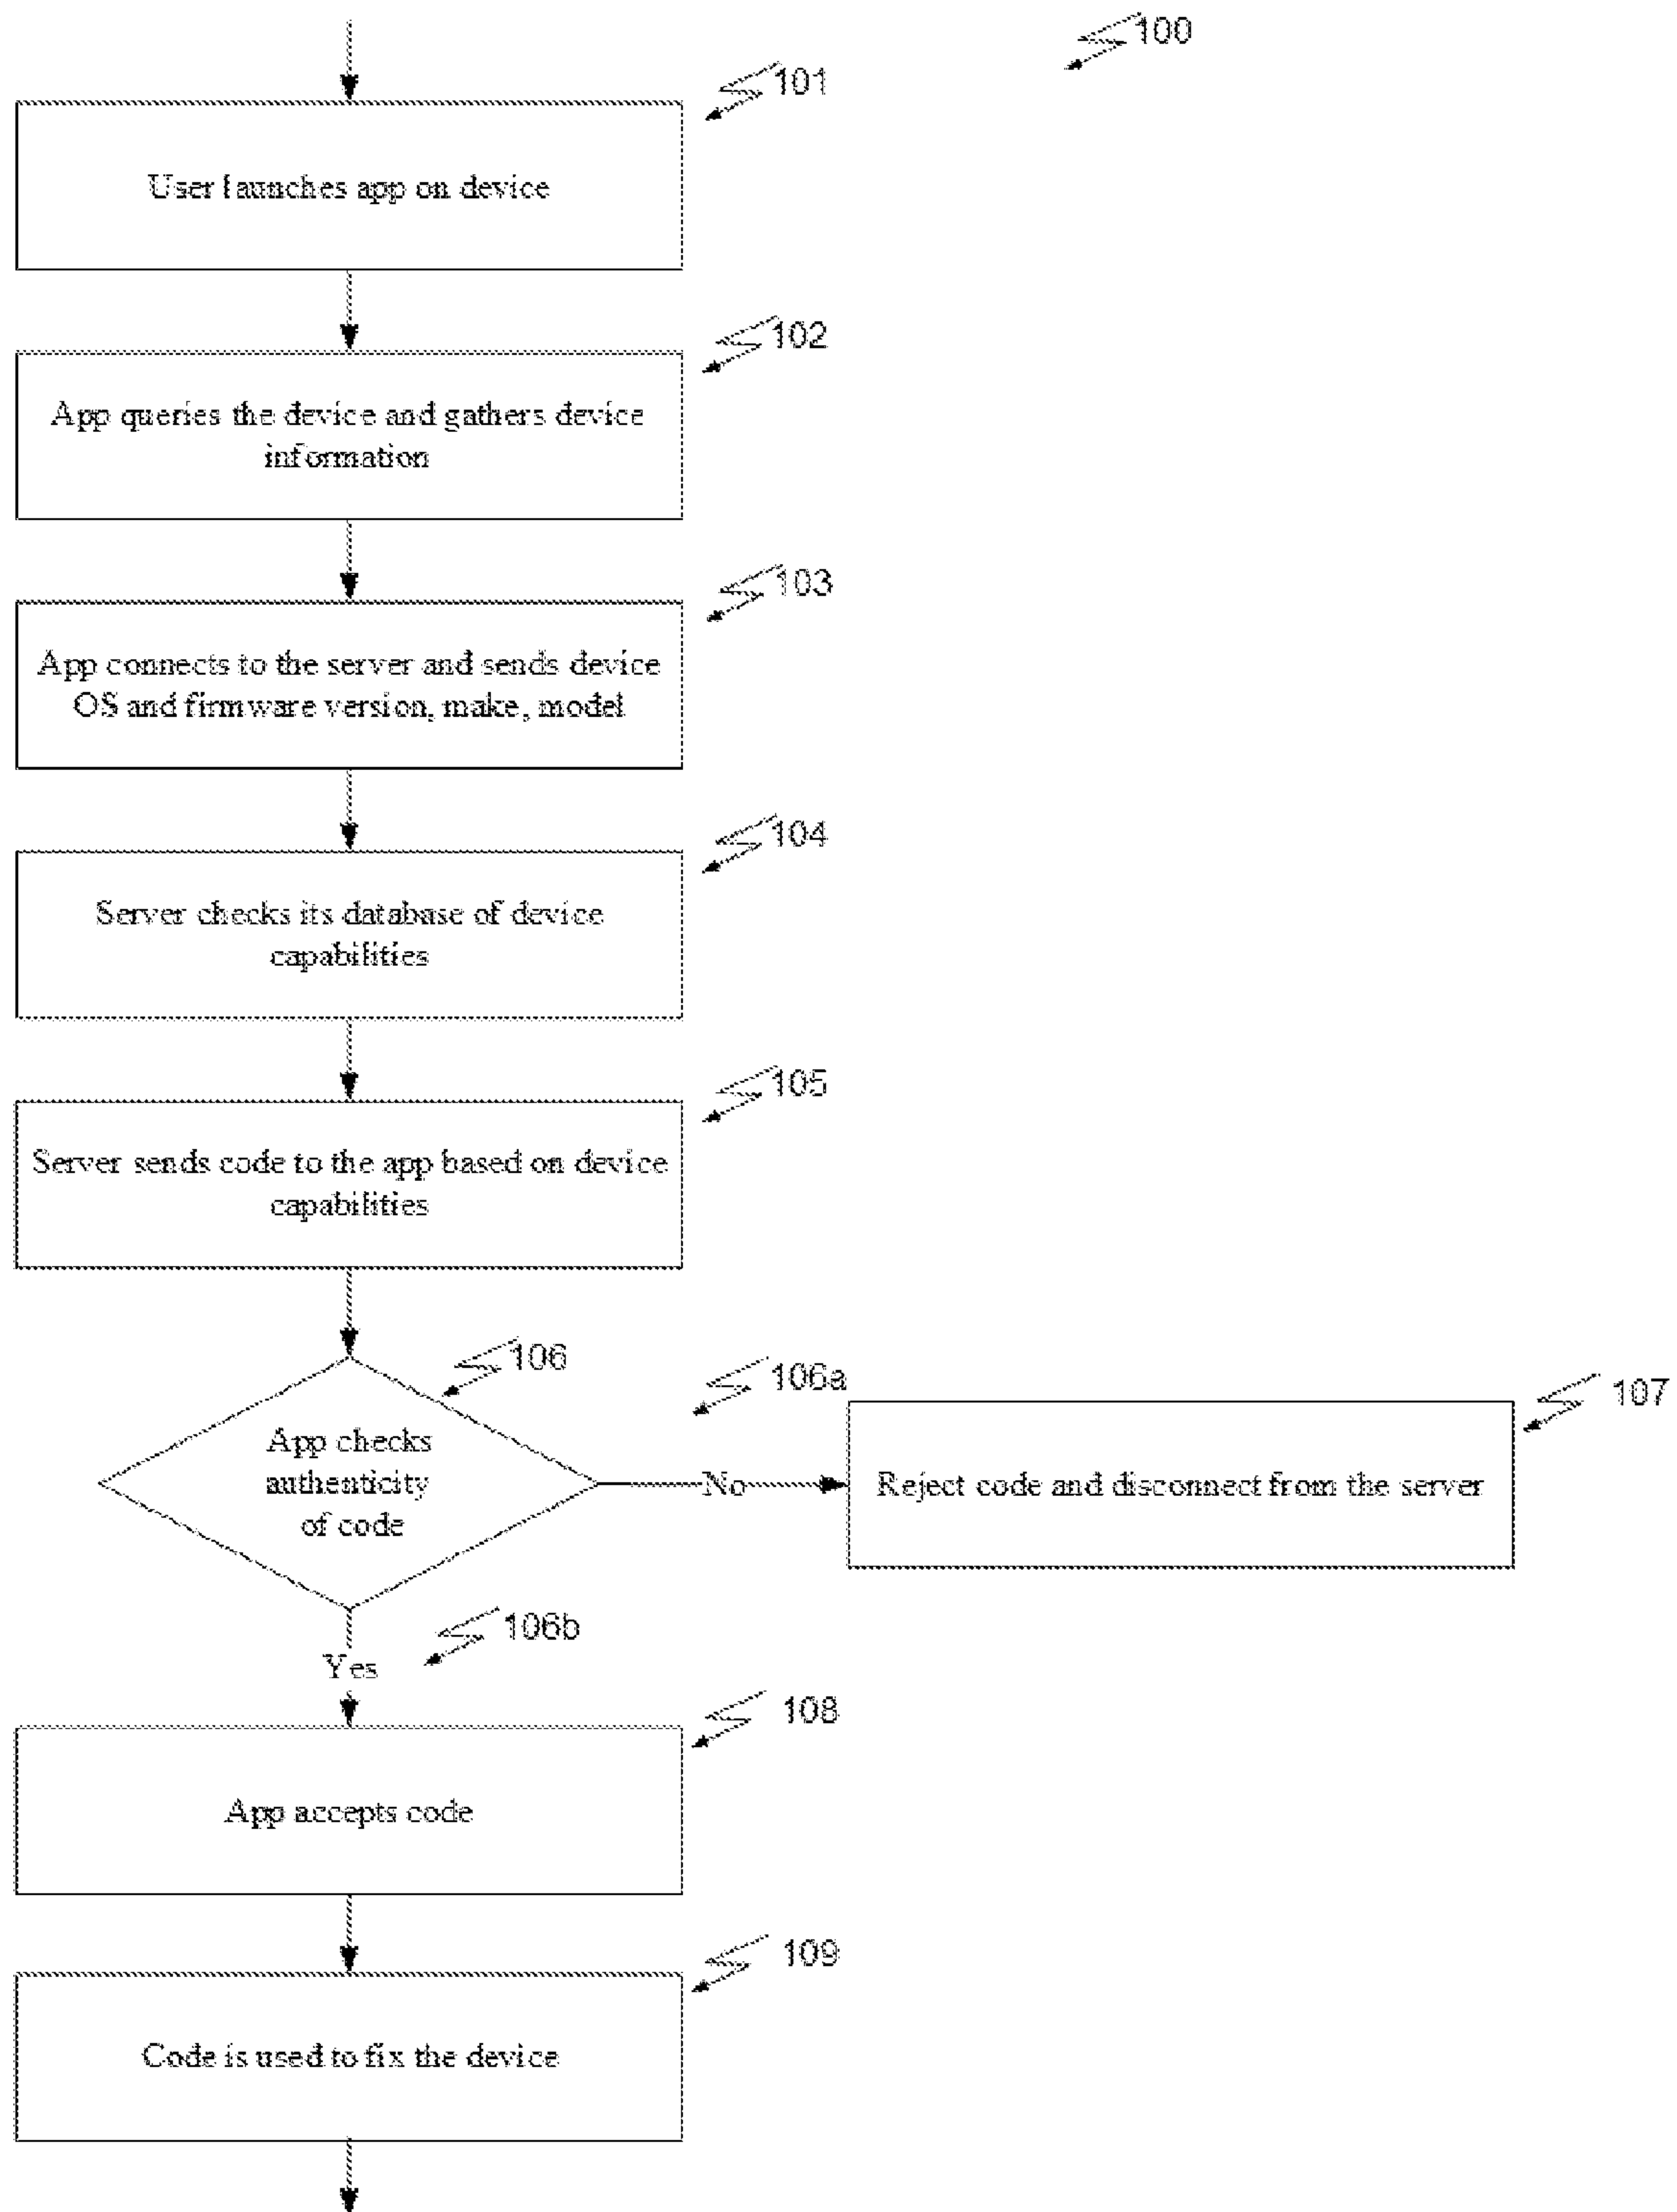 100
101
User launches app on device
102
App queries the device and gathers device
information
103
App connects to the server and sends device
OS and firmware version, make, model
104
Server checks its database of device
capabilities
105
Server sends code to the app based on device
capabilities
106
106a
107
App checks
authenticity
of code
No
Reject code and disconnect from the server
106b
Yes
108
App accepts code
109
Code is used to fix the device